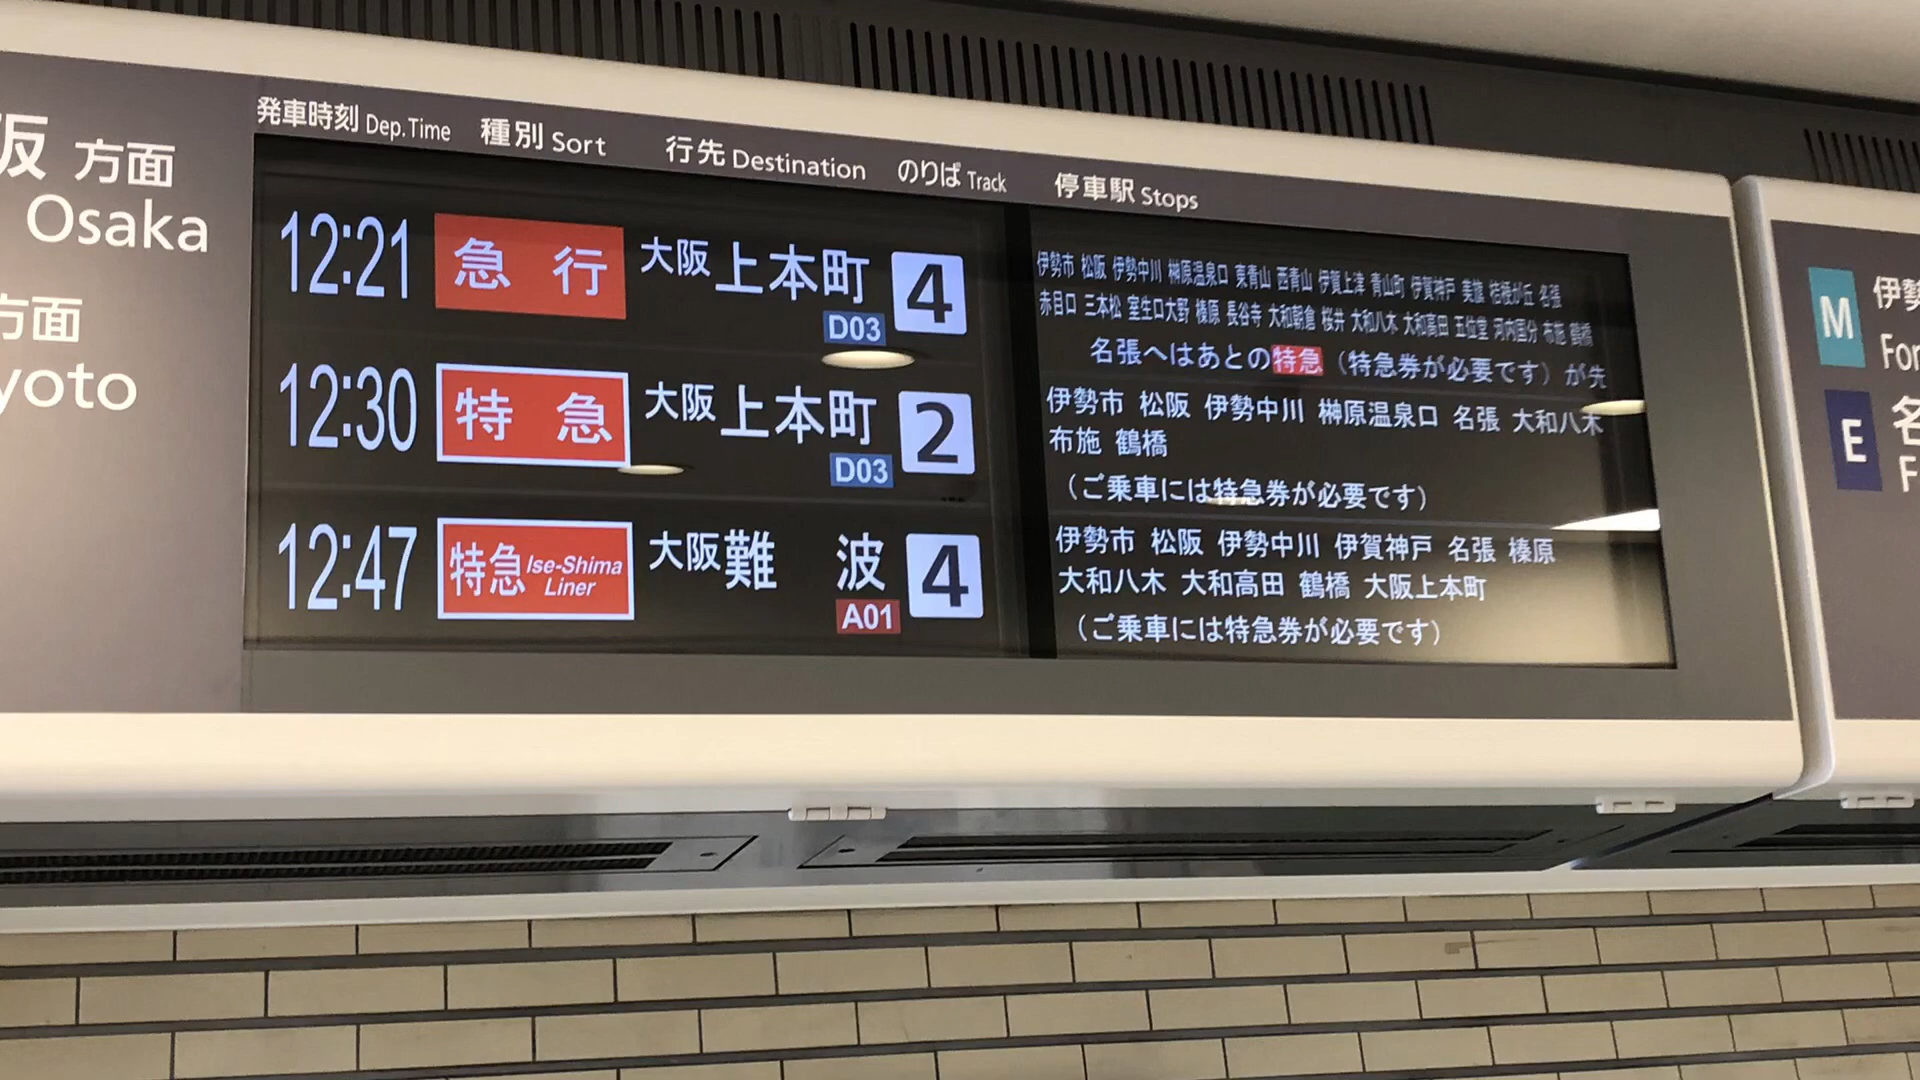 阪 方面
Osaka
方面
yoto
発車時刻 Dep.Time 種別 Sort 行先 Destination のりば Track 停車駅 Stops
12:21 急行 大阪上本町 D03 4
伊勢市 松阪 伊勢中川 榊原温泉口 東青山 西青山 伊賀上津 青山町 伊賀神戸 美旗 桔梗が丘 名張
赤目口 三本松 室生口大野 榛原 長谷寺 大和朝倉 桜井 大和八木 大和高田 五位堂 河内国分 布施 鶴橋
名張へはあとの特急（特急券が必要です）が先
12:30 特急 大阪上本町 D03 2
伊勢市 松阪 伊勢中川 榊原温泉口 名張 大和八木
布施 鶴橋
（ご乗車には特急券が必要です）
12:47 特急 Ise-Shima Liner 大阪難波 A01 4
伊勢市 松阪 伊勢中川 伊賀神戸 名張 榛原
大和八木 大和高田 鶴橋 大阪上本町
（ご乗車には特急券が必要です）
M 伊勢
For
E 名
F